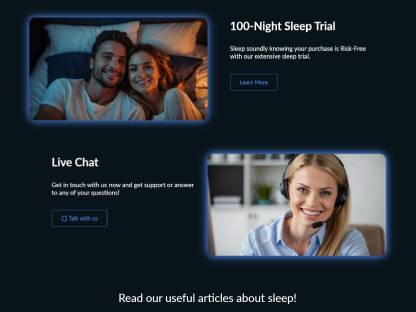 100-Night Sleep Trial
Sleep soundly knowing your purchase is Risk-Free
with our extensive sleep trial.
Learn More
Live Chat
Get in touch with us now and get support or answer
to any of your questions!
Talk with us
Read our useful articles about sleep!